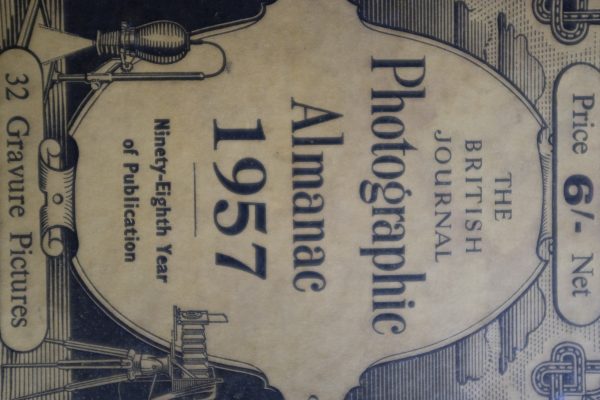 Price 6/- Net
THE
BRITISH
JOURNAL
Photographic
Almanac
1957
Ninety-Eighth Year
of Publication
32 Gravure Pictures